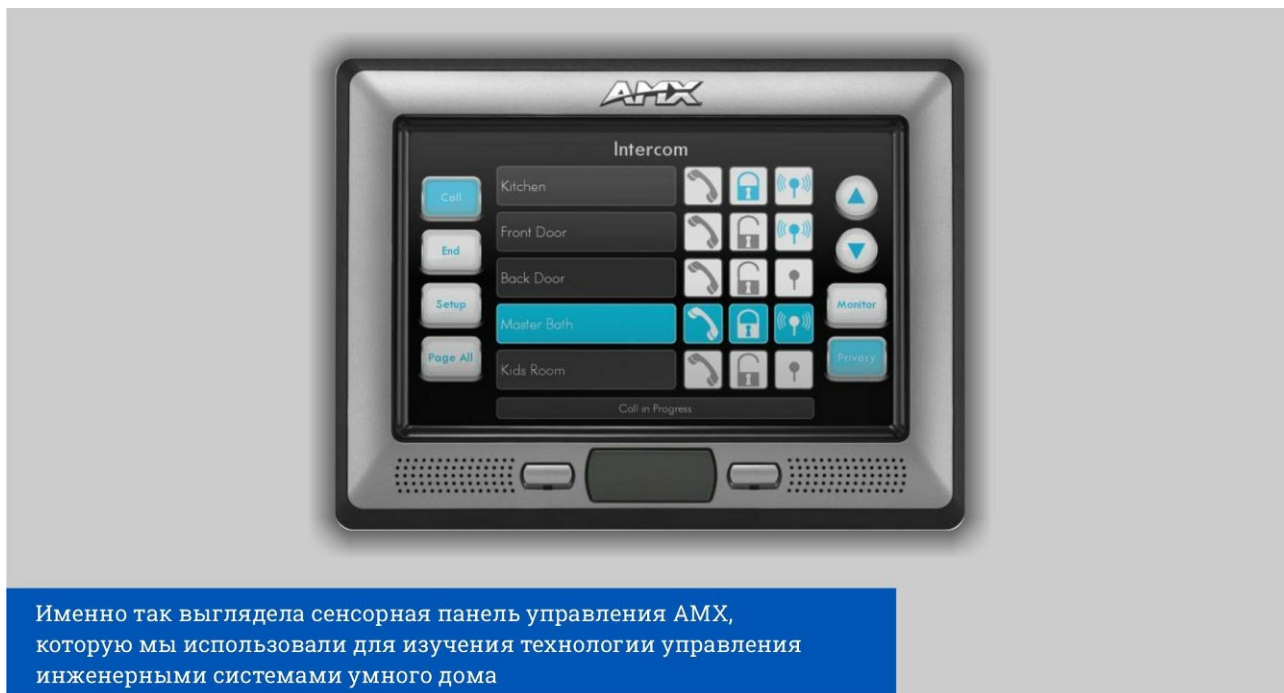 AMX
Intercom
Call
Kitchen
Front Door
End
Back Door
Setup
Master Bath
Monitor
Page All
Kids Room
Privacy
Call in Progress
Именно так выглядела сенсорная панель управления AMX,
которую мы использовали для изучения технологии управления
инженерными системами умного дома